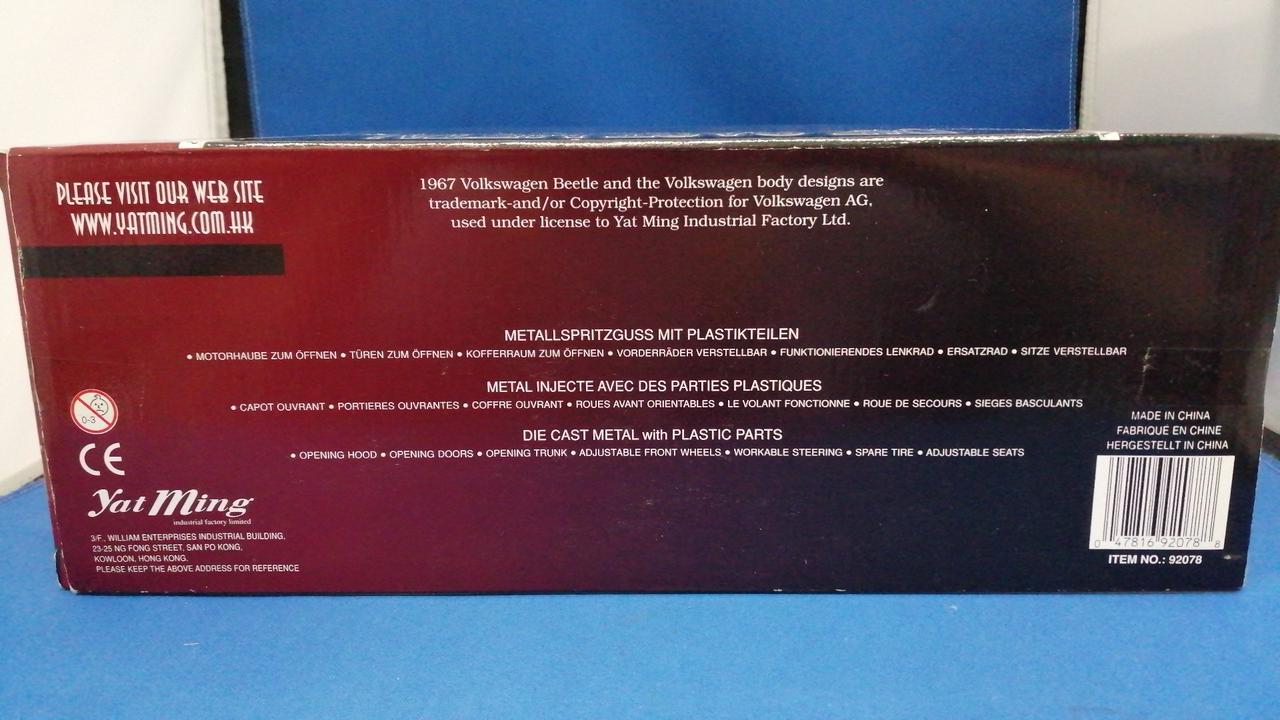 PLEASE VISIT OUR WEB SITE
WWW.YATMING.COM.HK
1967 Volkswagen Beetle and the Volkswagen body designs are
trademark-and/or Copyright-Protection for Volkswagen AG,
used under license to Yat Ming Industrial Factory Ltd.
METALLSPRITZGUSS MIT PLASTIKTEILEN
● MOTORHAUBE ZUM ÖFFNEN ● TÜREN ZUM ÖFFNEN ● KOFFERRAUM ZUM ÖFFNEN ● VORDERRÄDER VERSTELLBAR ● FUNKTIONIERENDES LENKRAD ● ERSATZRAD ● SITZE VERSTELLBAR
METAL INJECTE AVEC DES PARTIES PLASTIQUES
● CAPOT OUVRANT ● PORTIERES OUVRANTES ● COFFRE OUVRANT ● ROUES AVANT ORIENTABLES ● LE VOLANT FONCTIONNE ● ROUE DE SECOURS ● SIEGES BASCULANTS
DIE CAST METAL with PLASTIC PARTS
● OPENING HOOD ● OPENING DOORS ● OPENING TRUNK ● ADJUSTABLE FRONT WHEELS ● WORKABLE STEERING ● SPARE TIRE ● ADJUSTABLE SEATS
0-3
CE
Yat Ming
industrial factory limited
3/F., WILLIAM ENTERPRISES INDUSTRIAL BUILDING,
23-25 NG FONG STREET, SAN PO KONG,
KOWLOON, HONG KONG.
PLEASE KEEP THE ABOVE ADDRESS FOR REFERENCE
MADE IN CHINA
FABRIQUÉ EN CHINE
HERGESTELLT IN CHINA
0 47816 92078 8
ITEM NO.: 92078